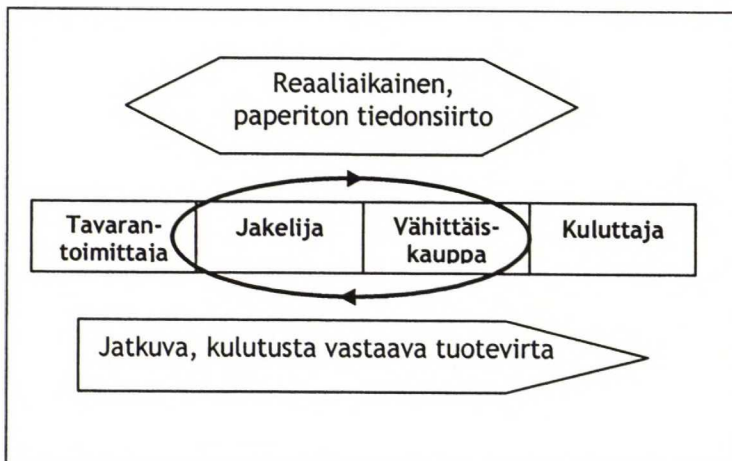 Reaaliaikainen,
paperiton tiedonsiirto
Tavaran-
toimittaja
Jakelija
Vähittäis-
kauppa
Kuluttaja
Jatkuva, kulutusta vastaava tuotevirta